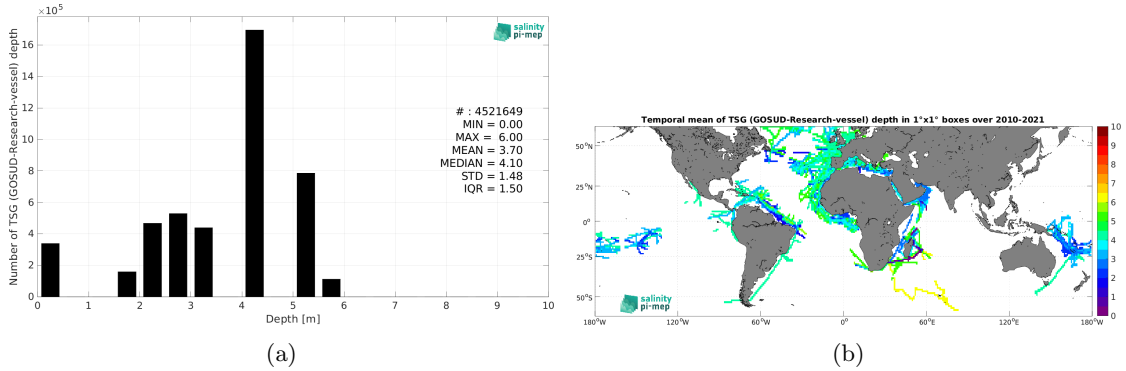 ×10⁵
16
14
12
10
8
6
4
2
0
Number of TSG (GOSUD-Research-vessel) depth
salinity
pi-mep
# : 4521649
MIN = 0.00
MAX = 6.00
MEAN = 3.70
MEDIAN = 4.10
STD = 1.48
IQR = 1.50
0 1 2 3 4 5 6 7 8 9 10
Depth [m]
(a)
Temporal mean of TSG (GOSUD-Research-vessel) depth in 1°x1° boxes over 2010-2021
50°N
25°N
0°
25°S
50°S
180°W 120°W 60°W 0° 60°E 120°E 180°E
salinity
pi-mep
10
9
8
7
6
5
4
3
2
1
0
(b)